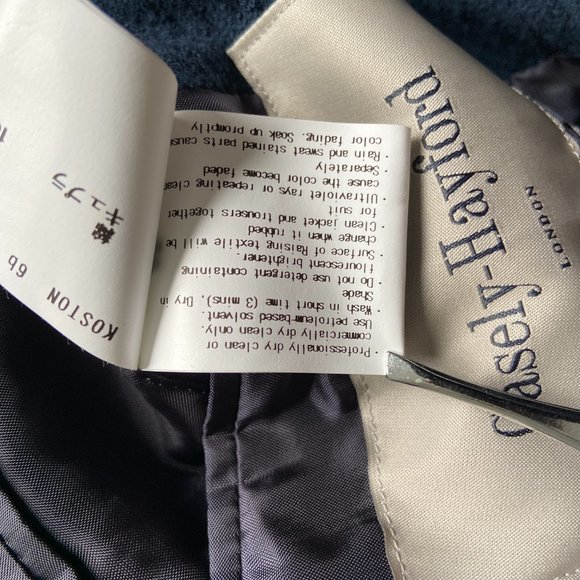 Casely-Hayford
LONDON
· Professionally dry clean or
commercially dry clean only.
Use petroleum-based solvent.
· Wash in short time (3 mins), Dry in
Shade
· Do not use detergent containing
flourescent brightener.
· Surface of Raising textile will be
change when it rubbed
· Clean jacket and trousers together
for suit
· Ultraviolet rays or repeating clean
cause the color become faded
Separately
· Rain and sweat stained parts cause
color fading. Soak up promptly
綿
キュプラ
KOSTON 6b